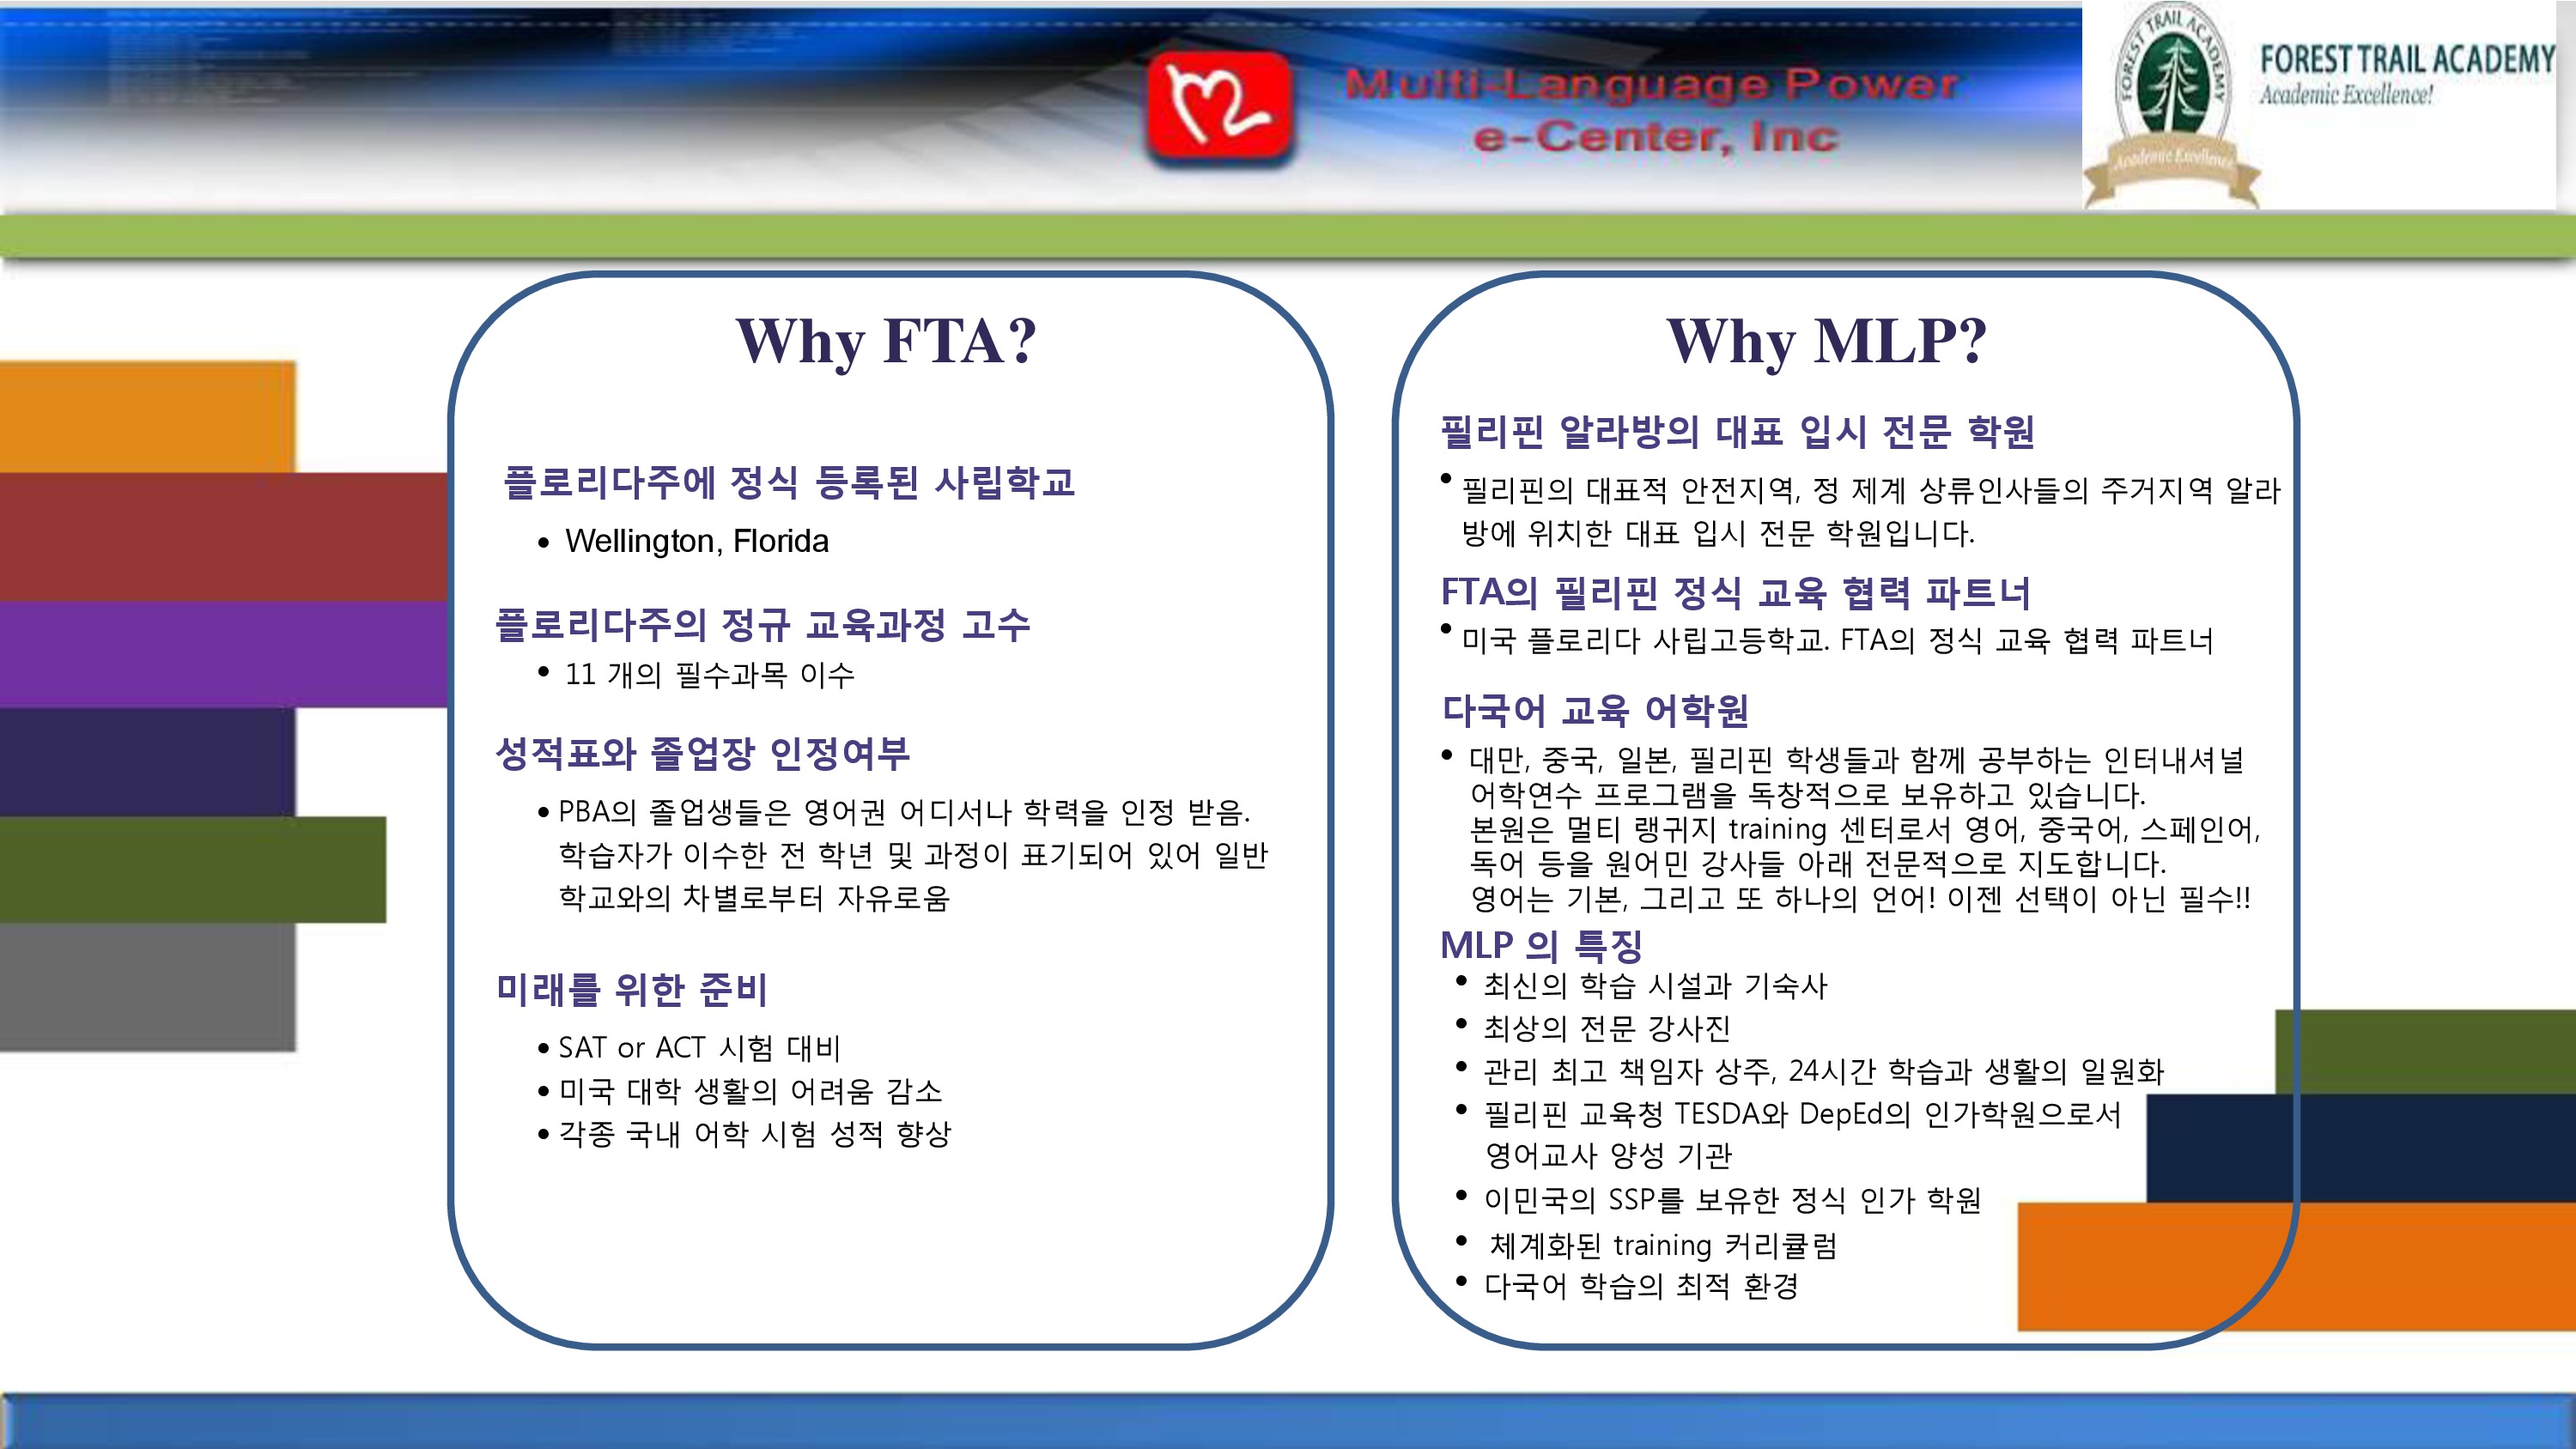 Multi-Language Power
e-Center, Inc
FOREST TRAIL ACADEMY
Academic Excellence
FOREST TRAIL ACADEMY
Academic Excellence!
Why FTA?
플로리다주에 정식 등록된 사립학교
• Wellington, Florida
플로리다주의 정규 교육과정 고수
• 11 개의 필수과목 이수
성적표와 졸업장 인정여부
• PBA의 졸업생들은 영어권 어디서나 학력을 인정 받음.
학습자가 이수한 전 학년 및 과정이 표기되어 있어 일반
학교와의 차별로부터 자유로움
미래를 위한 준비
• SAT or ACT 시험 대비
• 미국 대학 생활의 어려움 감소
• 각종 국내 어학 시험 성적 향상
Why MLP?
필리핀 알라방의 대표 입시 전문 학원
• 필리핀의 대표적 안전지역, 정 제계 상류인사들의 주거지역 알라
방에 위치한 대표 입시 전문 학원입니다.
FTA의 필리핀 정식 교육 협력 파트너
• 미국 플로리다 사립고등학교. FTA의 정식 교육 협력 파트너
다국어 교육 어학원
• 대만, 중국, 일본, 필리핀 학생들과 함께 공부하는 인터내셔널
어학연수 프로그램을 독창적으로 보유하고 있습니다.
본원은 멀티 랭귀지 training 센터로서 영어, 중국어, 스페인어,
독어 등을 원어민 강사들 아래 전문적으로 지도합니다.
영어는 기본, 그리고 또 하나의 언어! 이젠 선택이 아닌 필수!!
MLP 의 특징
• 최신의 학습 시설과 기숙사
• 최상의 전문 강사진
• 관리 최고 책임자 상주, 24시간 학습과 생활의 일원화
• 필리핀 교육청 TESDA와 DepEd의 인가학원으로서
영어교사 양성 기관
• 이민국의 SSP를 보유한 정식 인가 학원
• 체계화된 training 커리큘럼
• 다국어 학습의 최적 환경